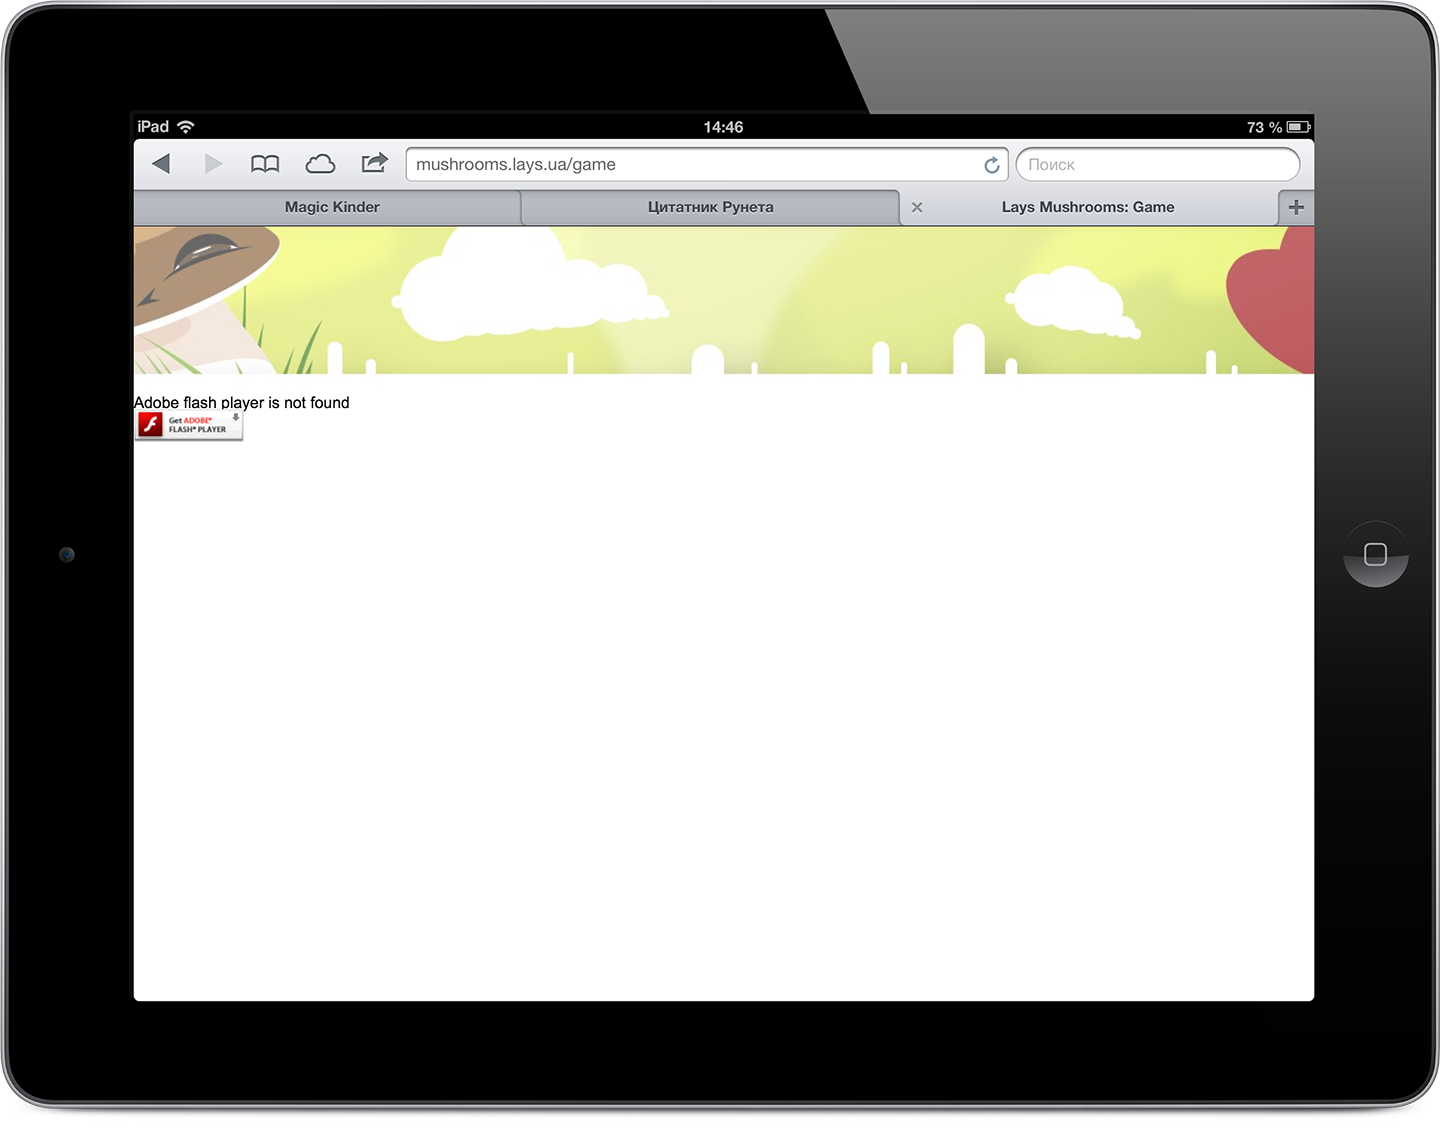 iPad
14:46
73 %
mushrooms.lays.ua/game
Поиск
Magic Kinder
Цитатник Рунета
Lays Mushrooms: Game
Adobe flash player is not found
Get ADOBE®
FLASH® PLAYER